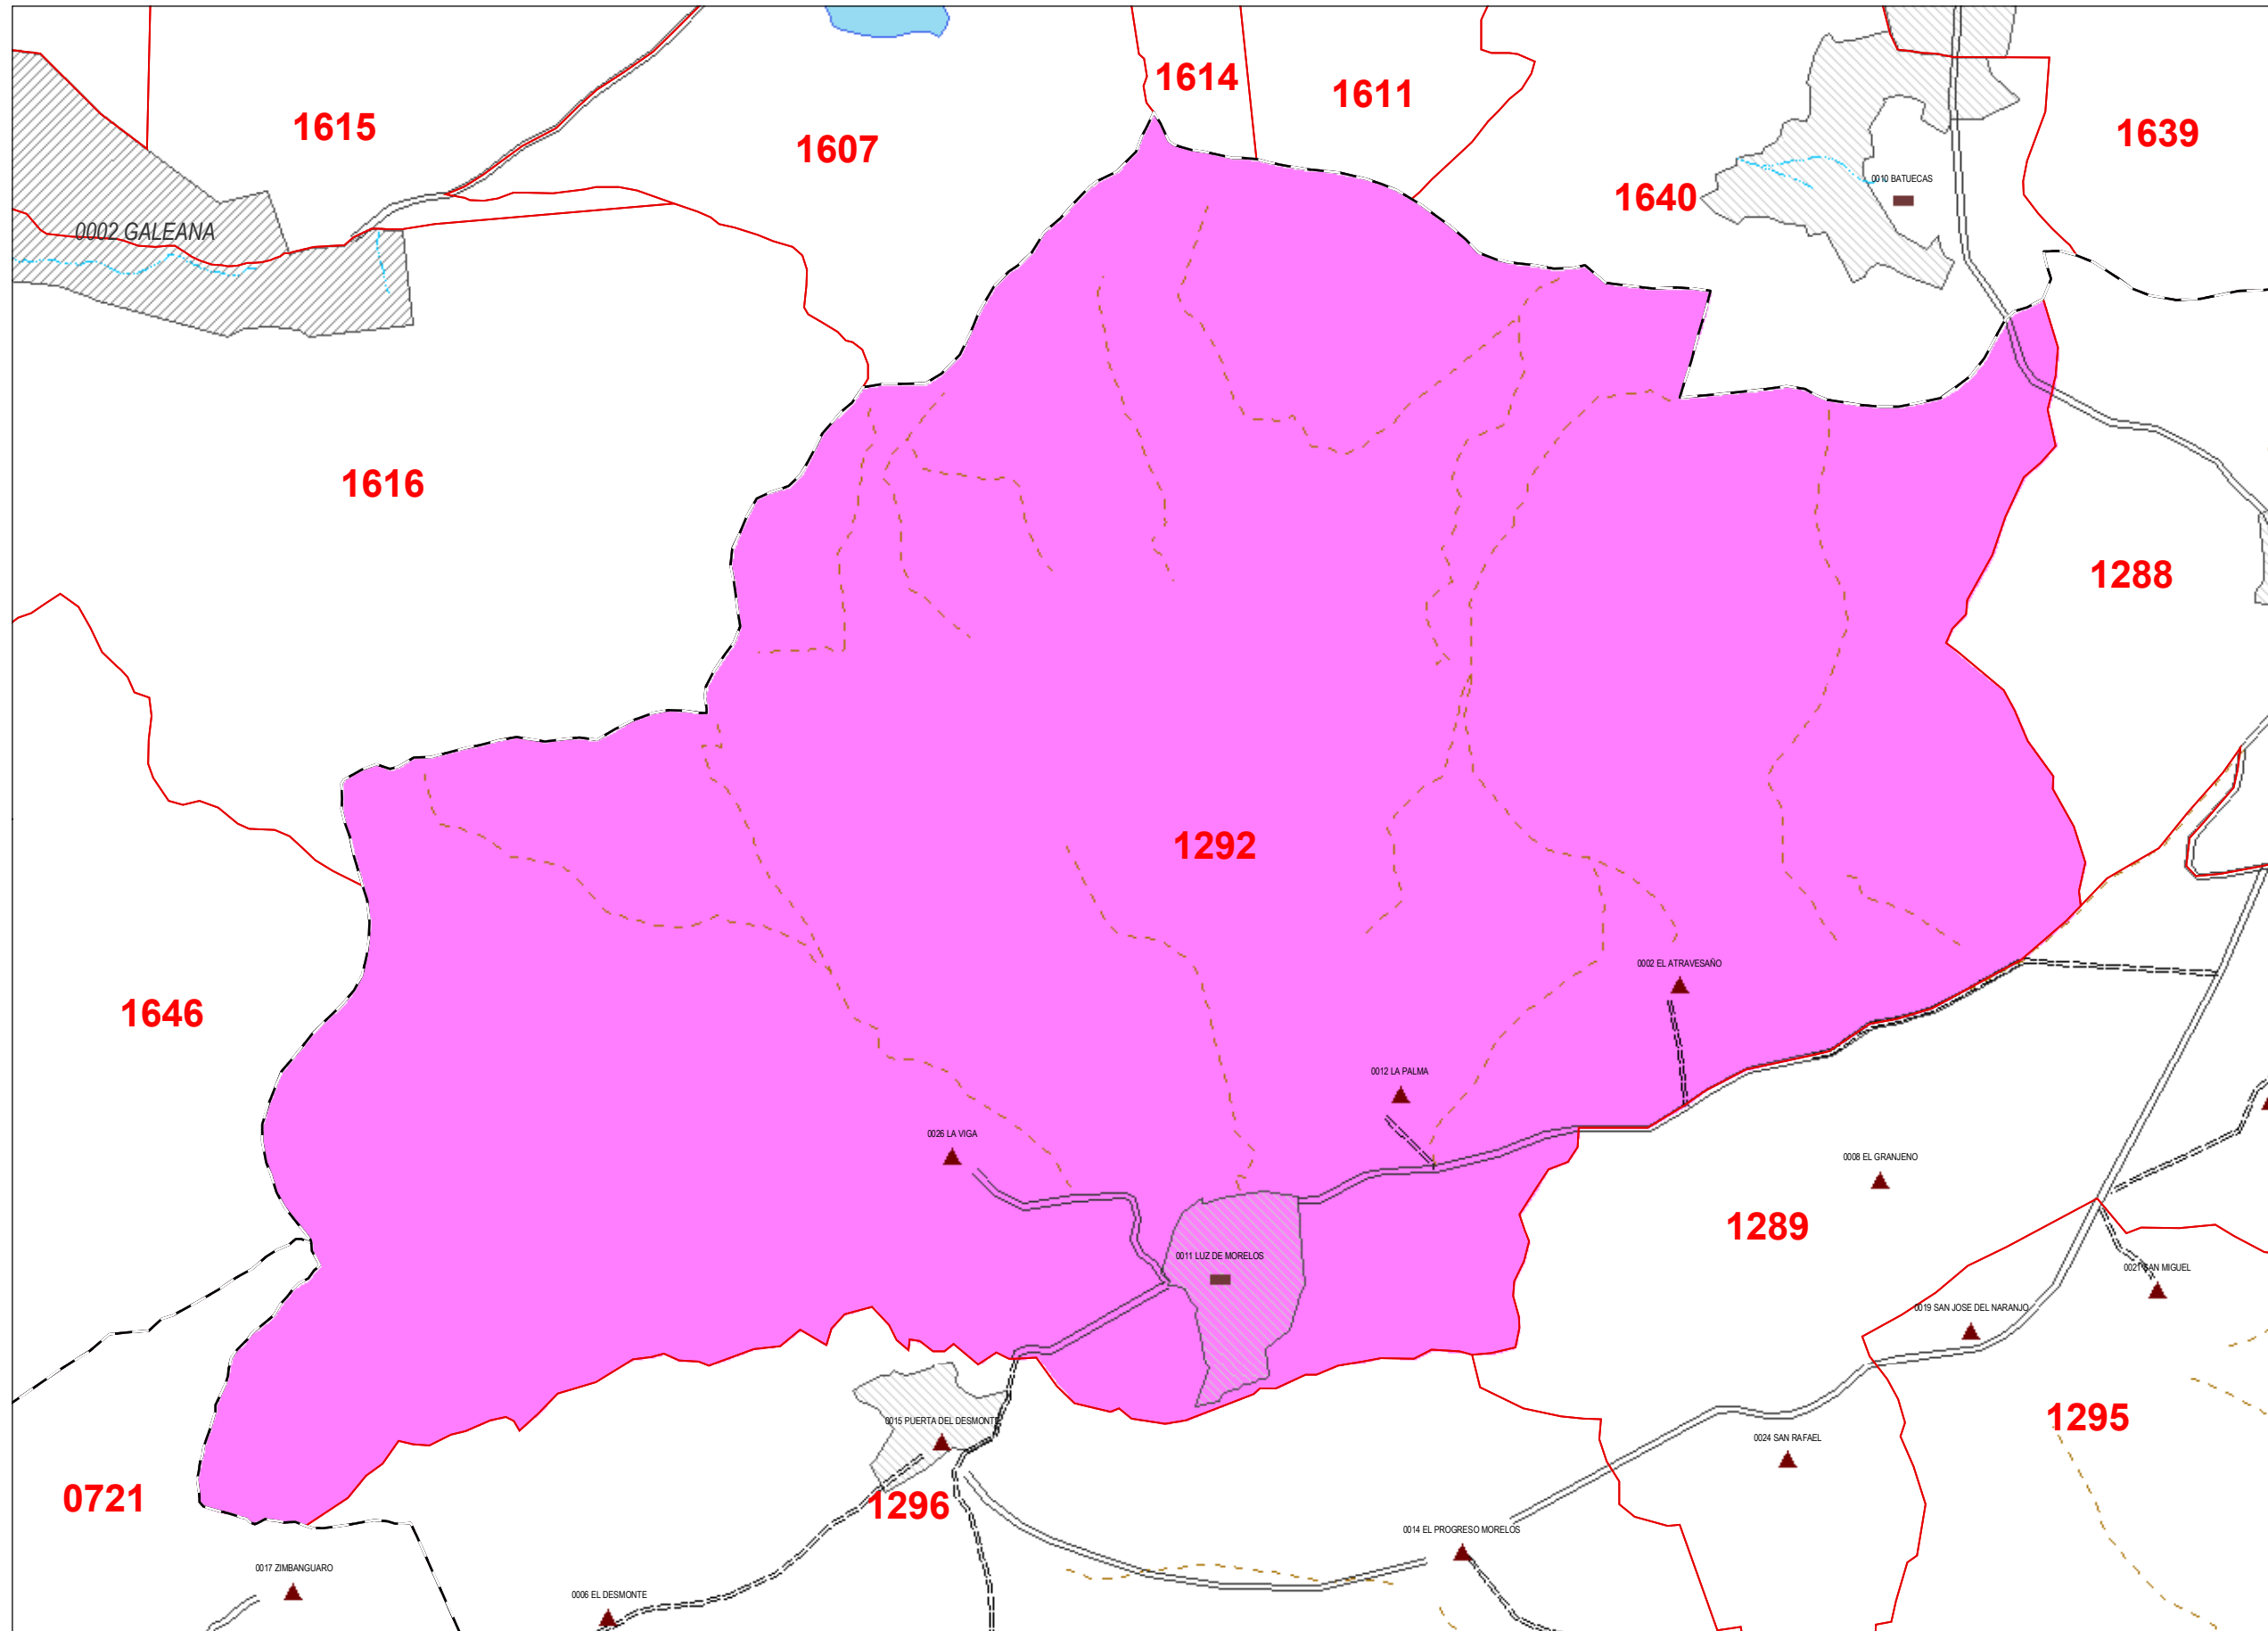 1614
1611
1615
1639
1607
0010 BATUECAS
1640
0002 GALEANA
1616
1288
1292
0002 EL ATRAVESAÑO
1646
0012 LA PALMA
0026 LA VIGA
0008 EL GRANJENO
1289
0011 LUZ DE MORELOS
0021 SAN MIGUEL
0019 SAN JOSE DEL NARANJO
1295
0015 PUERTA DEL DESMONTE
0024 SAN RAFAEL
0721
1296
0014 EL PROGRESO MORELOS
0017 ZIMBANGUARO
0006 EL DESMONTE